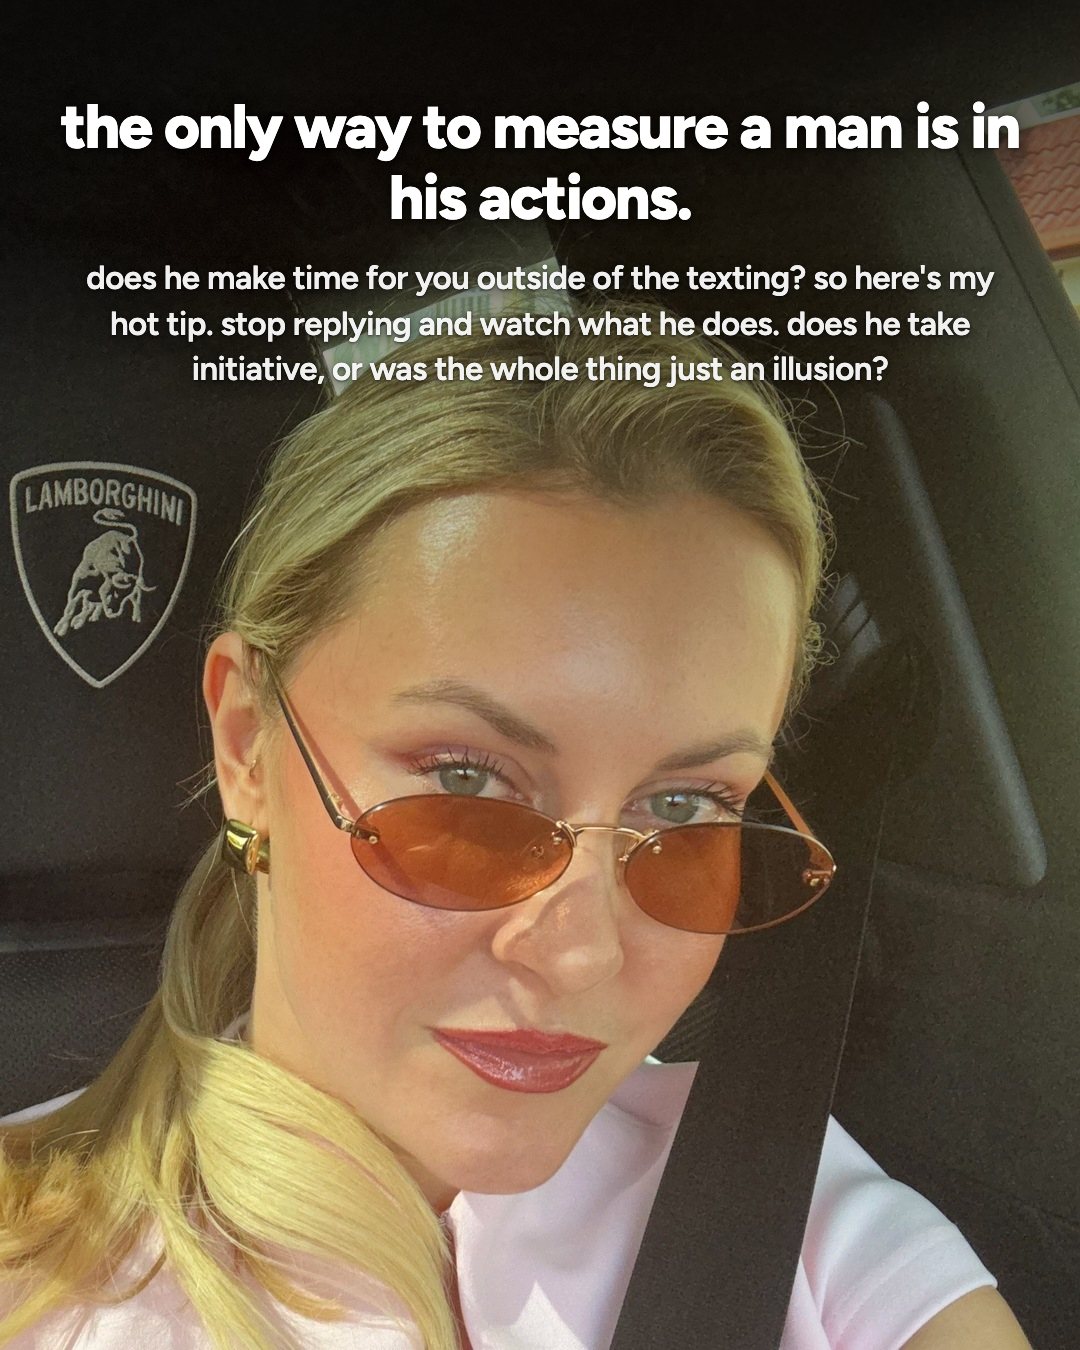 the only way to measure a man is in
his actions.
does he make time for you outside of the texting? so here's my
hot tip. stop replying and watch what he does. does he take
initiative, or was the whole thing just an illusion?
LAMBORGHINI